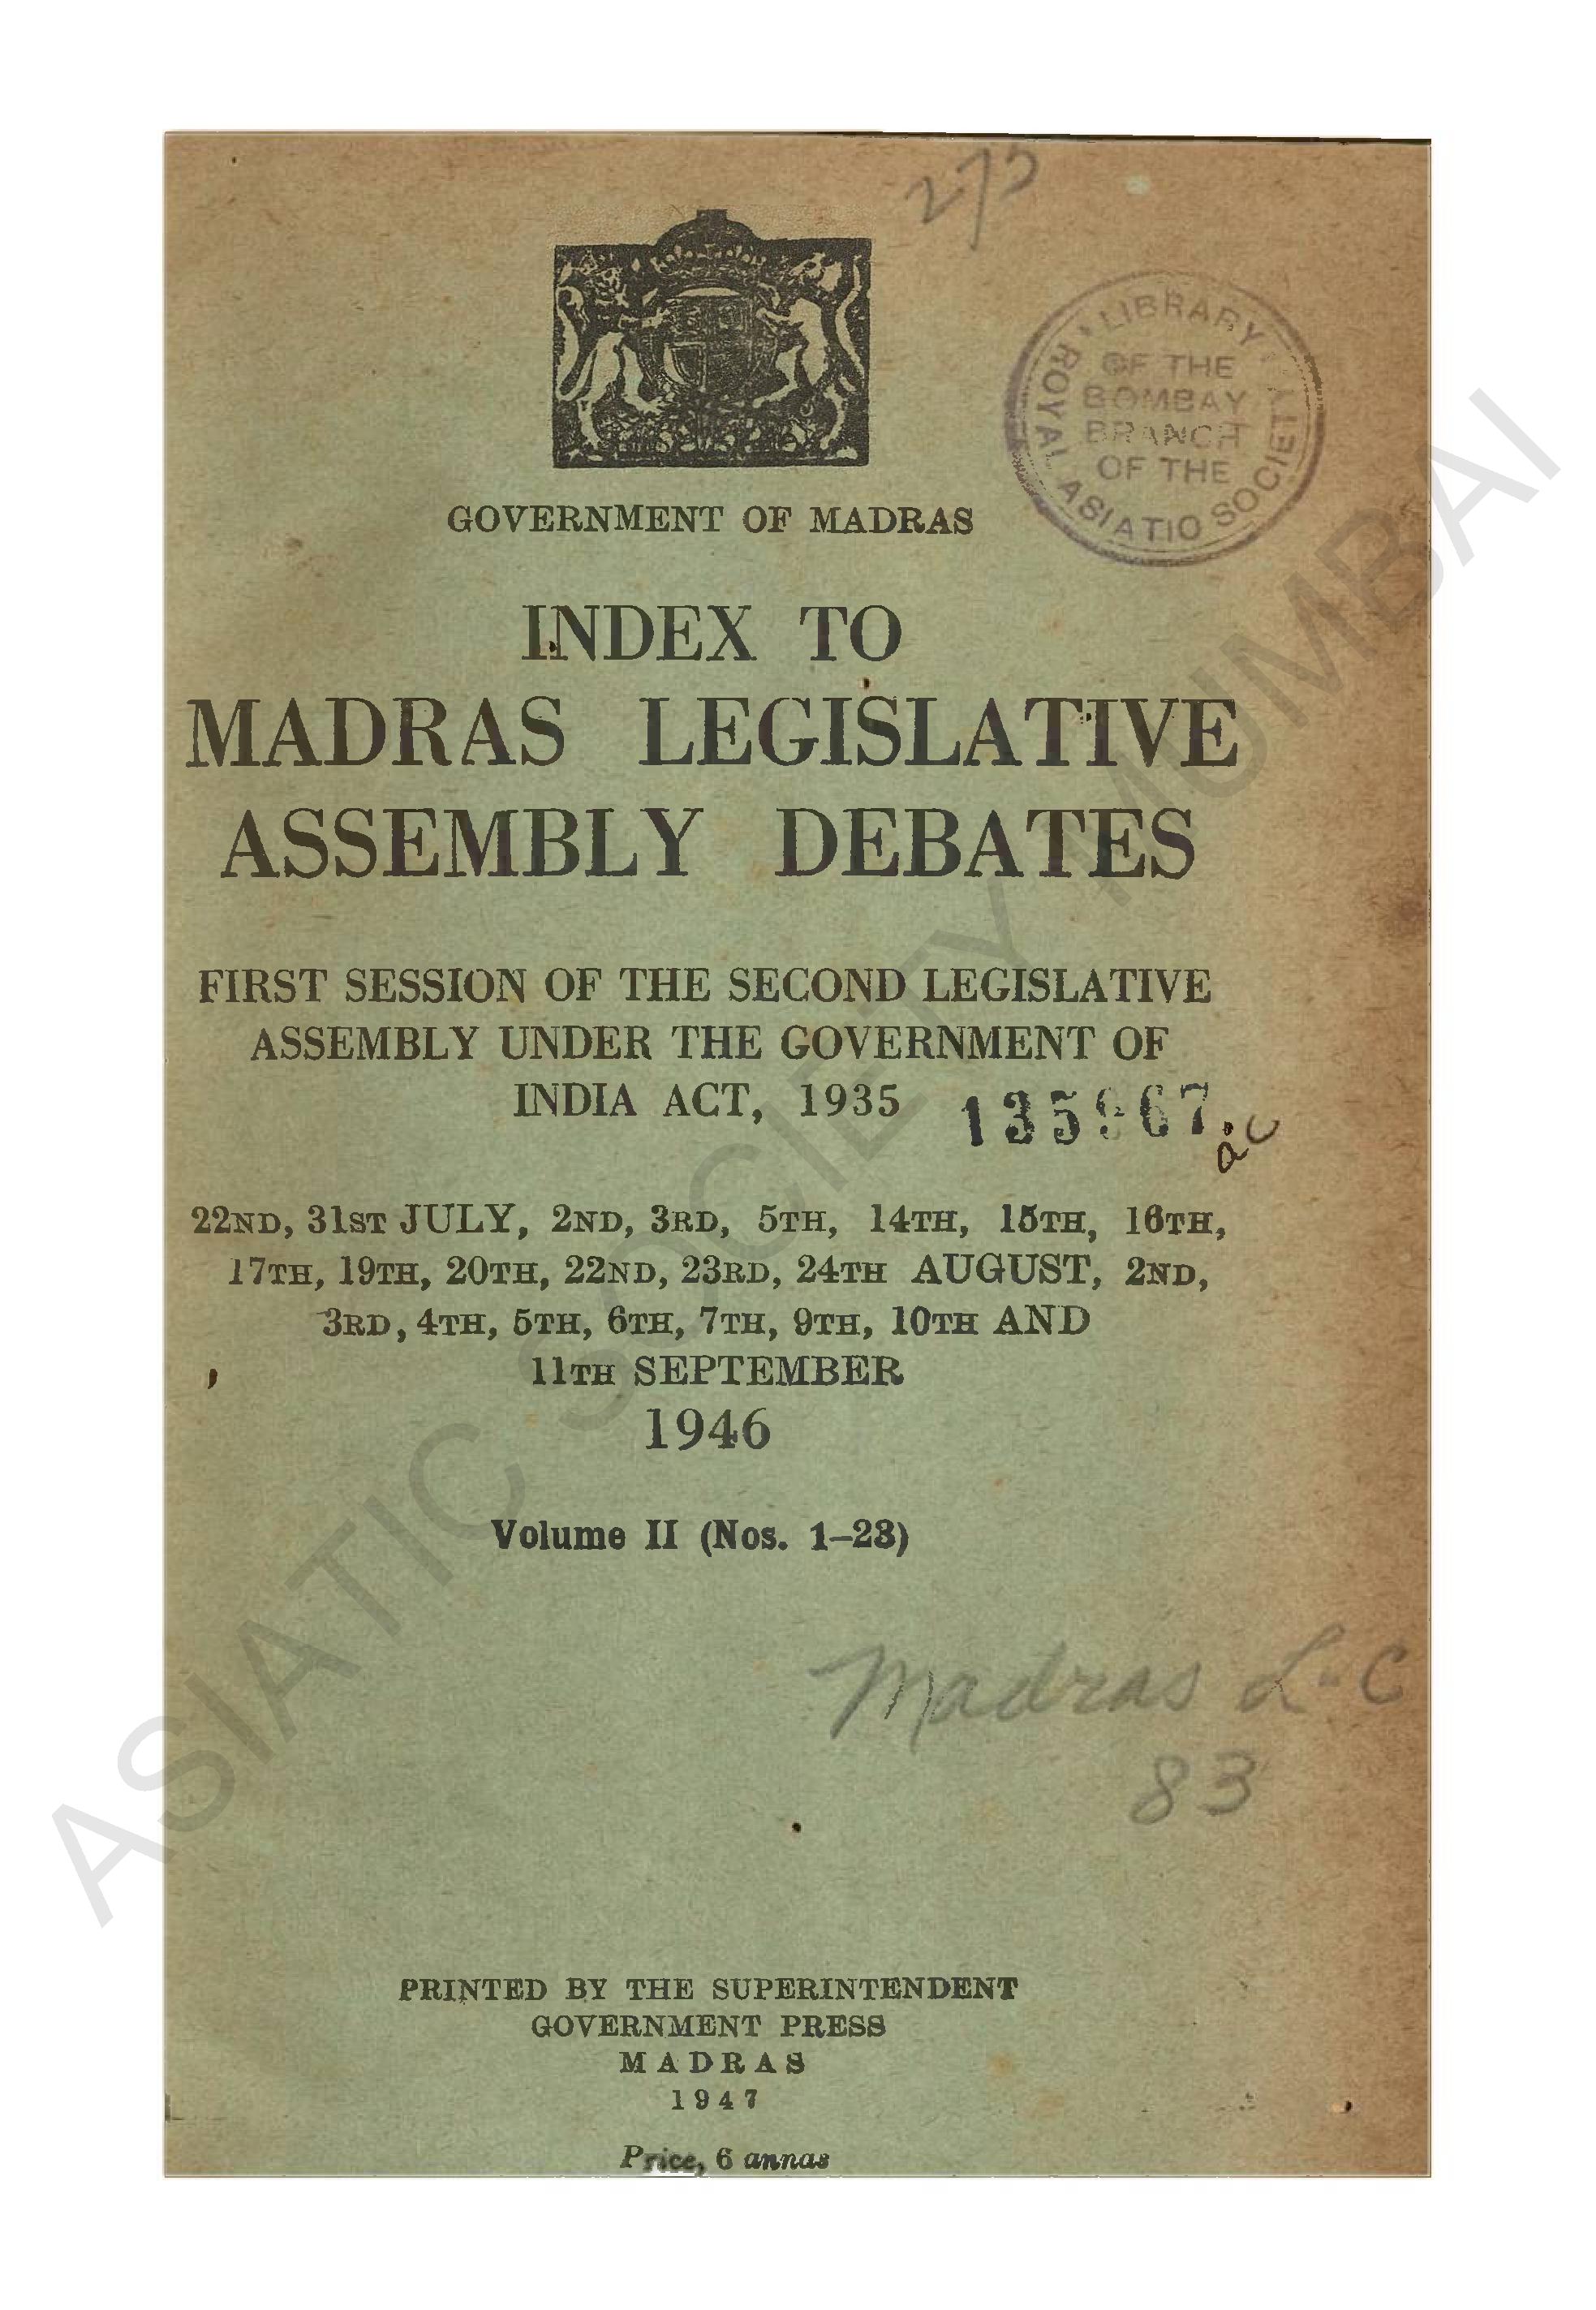 275
LIBRARY
OF THE
BOMBAY
BRANCH
OF THE
ROYAL ASIATIC SOCIETY
GOVERNMENT OF MADRAS
INDEX TO
MADRAS LEGISLATIVE
ASSEMBLY DEBATES
FIRST SESSION OF THE SECOND LEGISLATIVE
ASSEMBLY UNDER THE GOVERNMENT OF
INDIA ACT, 1935
22ND, 31ST JULY, 2ND, 3RD, 5TH, 14TH, 15TH, 16TH,
17TH, 19TH, 20TH, 22ND, 23RD, 24TH AUGUST, 2ND,
3RD, 4TH, 5TH, 6TH, 7TH, 9TH, 10TH AND
11TH SEPTEMBER
1946
Volume II (Nos. 1–23)
Madras L.C
83
PRINTED BY THE SUPERINTENDENT
GOVERNMENT PRESS
MADRAS
1947
Price, 6 annas
ASIATIC SOCIETY MUMBAI